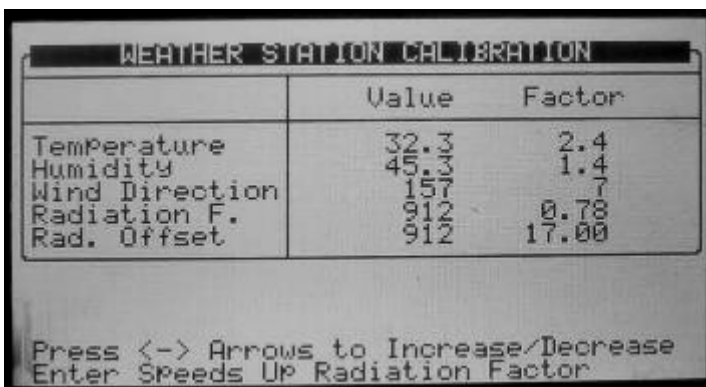 WEATHER STATION CALIBRATION
Value Factor
Temperature 32.3 2.4
Humidity 45.3 1.4
Wind Direction 157 7
Radiation F. 912 0.78
Rad. Offset 912 17.00
Press <-> Arrows to Increase/Decrease
Enter Speeds Up Radiation Factor